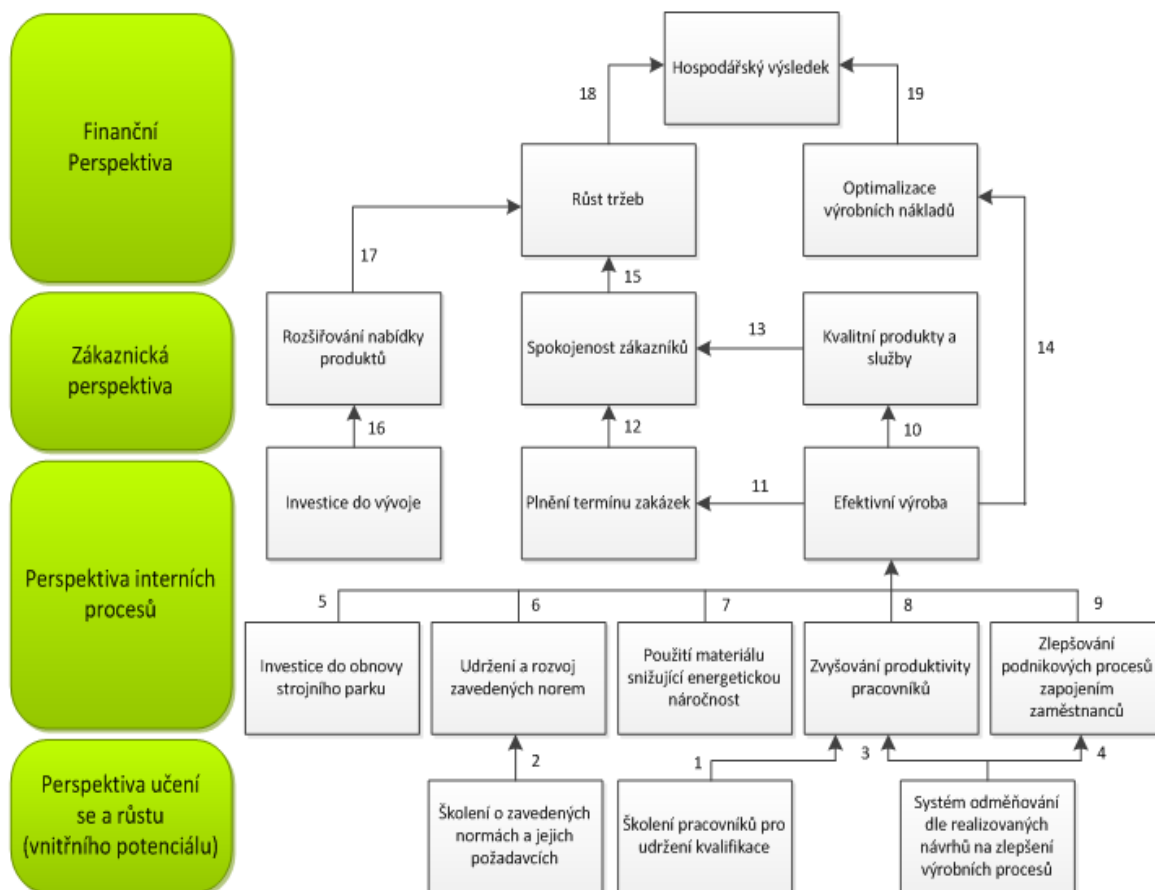 Finanční
Perspektiva
Hospodářský výsledek
18
19
Růst tržeb
Optimalizace
výrobních nákladů
17
15
Zákaznická
perspektiva
Rozšiřování nabídky
produktů
Spokojenost zákazníků
13
Kvalitní produkty a
služby
14
16
12
10
Perspektiva interních
procesů
Investice do vývoje
Plnění termínu zakázek
11
Efektivní výroba
5
6
7
8
9
Investice do obnovy
strojního parku
Udržení a rozvoj
zavedených norem
Použití materiálu
snižující energetickou
náročnost
Zvyšování produktivity
pracovníků
Zlepšování
podnikových procesů
zapojením
zaměstnanců
2
1
3
4
Perspektiva učení
se a růstu
(vnitřního potenciálu)
Školení o zavedených
normách a jejich
požadavcích
Školení pracovníků pro
udržení kvalifikace
Systém odměňování
dle realizovaných
návrhů na zlepšení
výrobních procesů